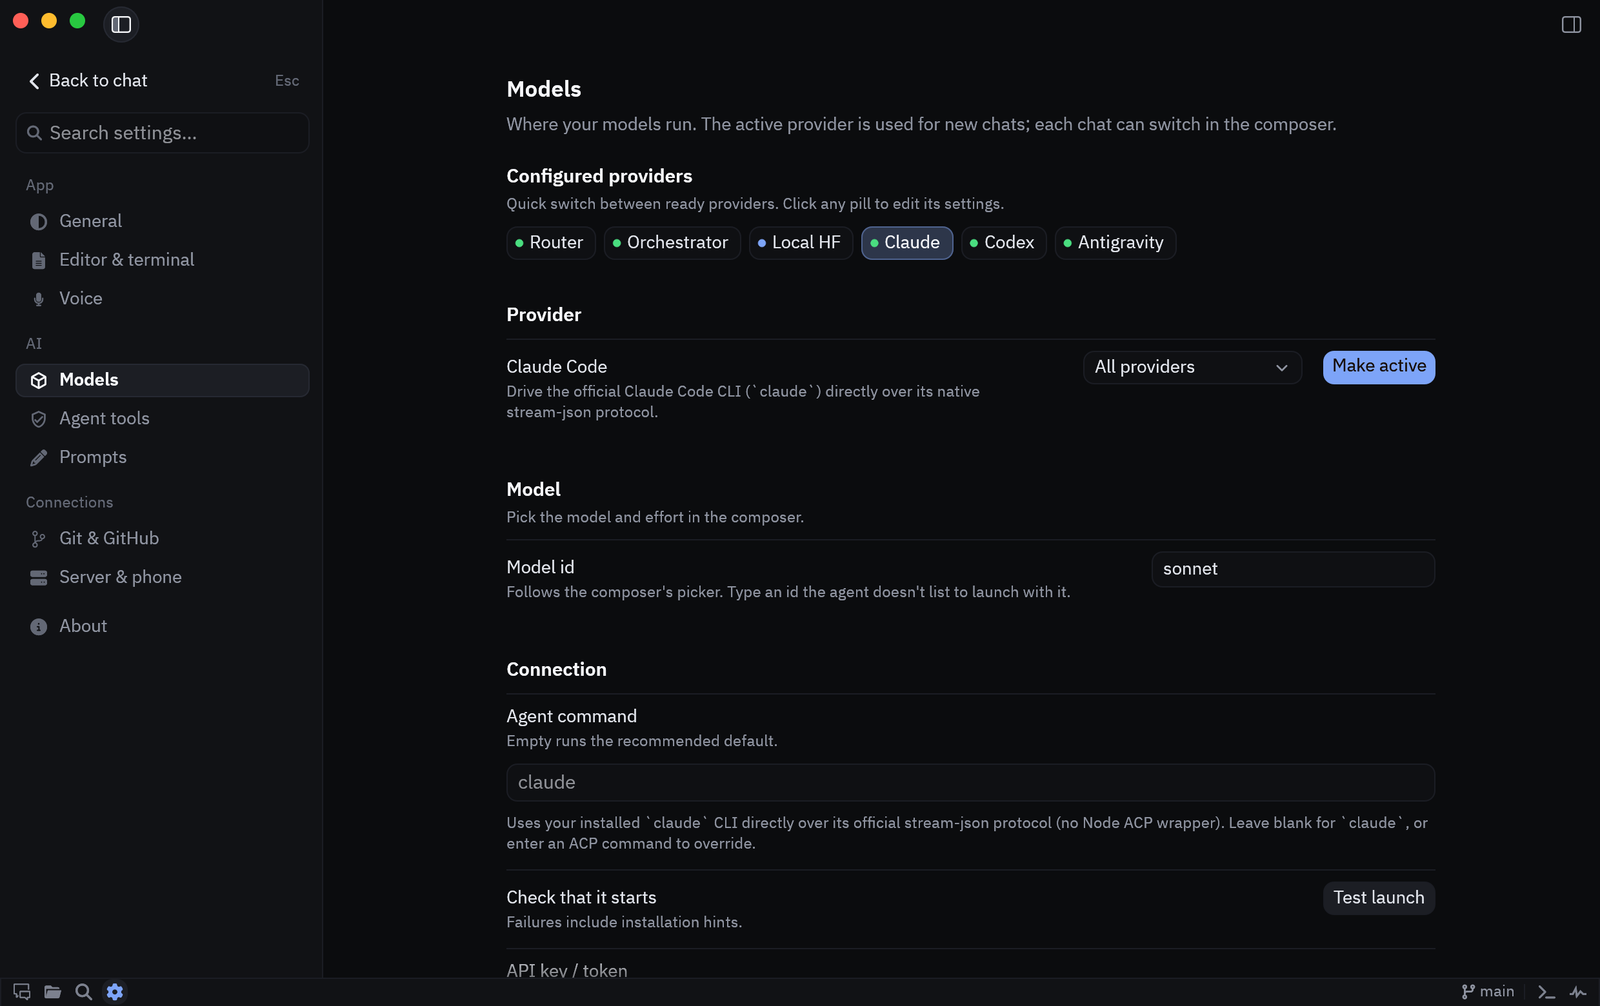 Back to chat
Esc
Search settings...
App
General
Editor & terminal
Voice
AI
Models
Agent tools
Prompts
Connections
Git & GitHub
Server & phone
About
Models
Where your models run. The active provider is used for new chats; each chat can switch in the composer.
Configured providers
Quick switch between ready providers. Click any pill to edit its settings.
Router
Orchestrator
Local HF
Claude
Codex
Antigravity
Provider
Claude Code
All providers
Make active
Drive the official Claude Code CLI (`claude`) directly over its native
stream-json protocol.
Model
Pick the model and effort in the composer.
Model id
sonnet
Follows the composer's picker. Type an id the agent doesn't list to launch with it.
Connection
Agent command
Empty runs the recommended default.
claude
Uses your installed `claude` CLI directly over its official stream-json protocol (no Node ACP wrapper). Leave blank for `claude`, or
enter an ACP command to override.
Check that it starts
Test launch
Failures include installation hints.
API key / token
main